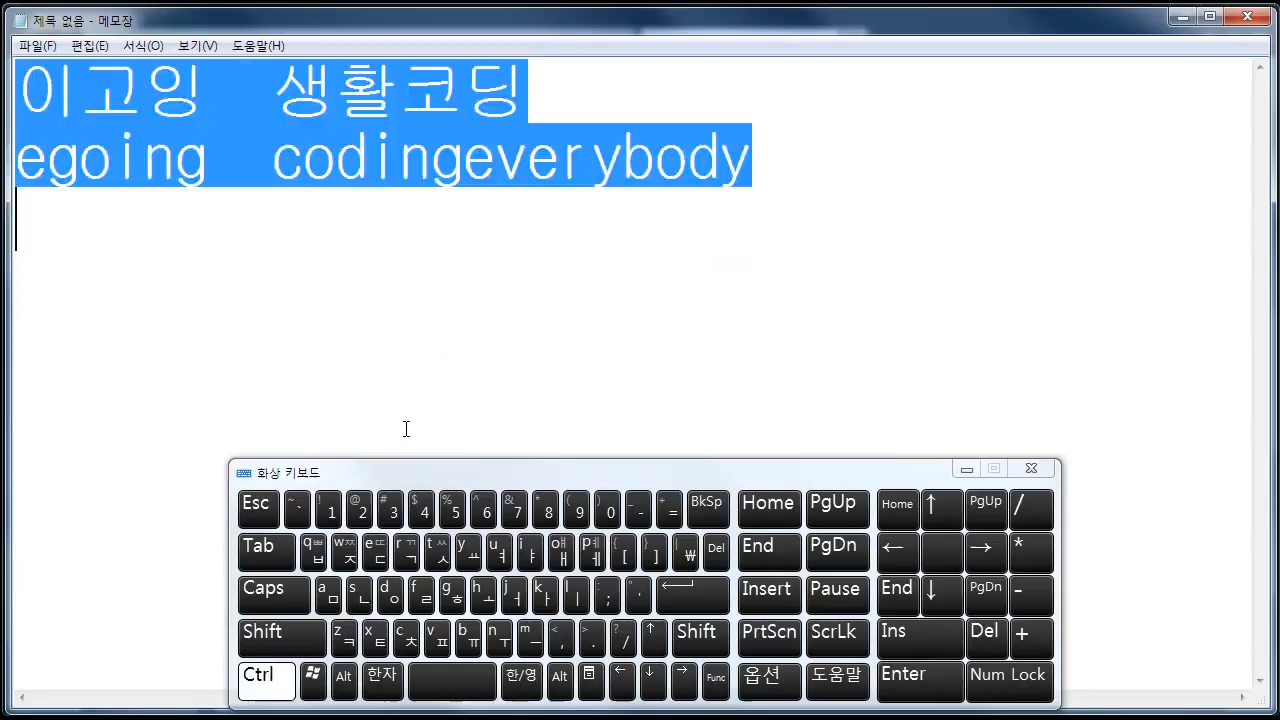 제목 없음 - 메모장
파일(F) 편집(E) 서식(O) 보기(V) 도움말(H)
이고잉 생활코딩
egoing codingeverybody
화상 키보드
Esc ~ ` ! 1 @ 2 # 3 $ 4 % 5 ^ 6 & 7 * 8 ( 9 ) 0 _ - + = BkSp Home PgUp Home ↑ PgUp /
Tab q ㅃ ㅂ w ㅉ ㅈ e ㄸ ㄷ r ㄲ ㄱ t ㅆ ㅅ y ㅛ u ㅕ i ㅑ o ㅒ ㅐ p ㅖ ㅔ { [ } ] | ₩ Del End PgDn ← → *
Caps a ㅁ s ㄴ d ㅇ f ㄹ g ㅎ h ㅗ j ㅓ k ㅏ l ㅣ : ; " ' Insert Pause End ↓ PgDn -
Shift z ㅋ x ㅌ c ㅊ v ㅍ b ㅠ n ㅜ m ㅡ < , > . ? / ↑ Shift PrtScn ScrLk Ins Del +
Ctrl Alt 한자 한/영 Alt ← ↓ → Func 옵션 도움말 Enter Num Lock